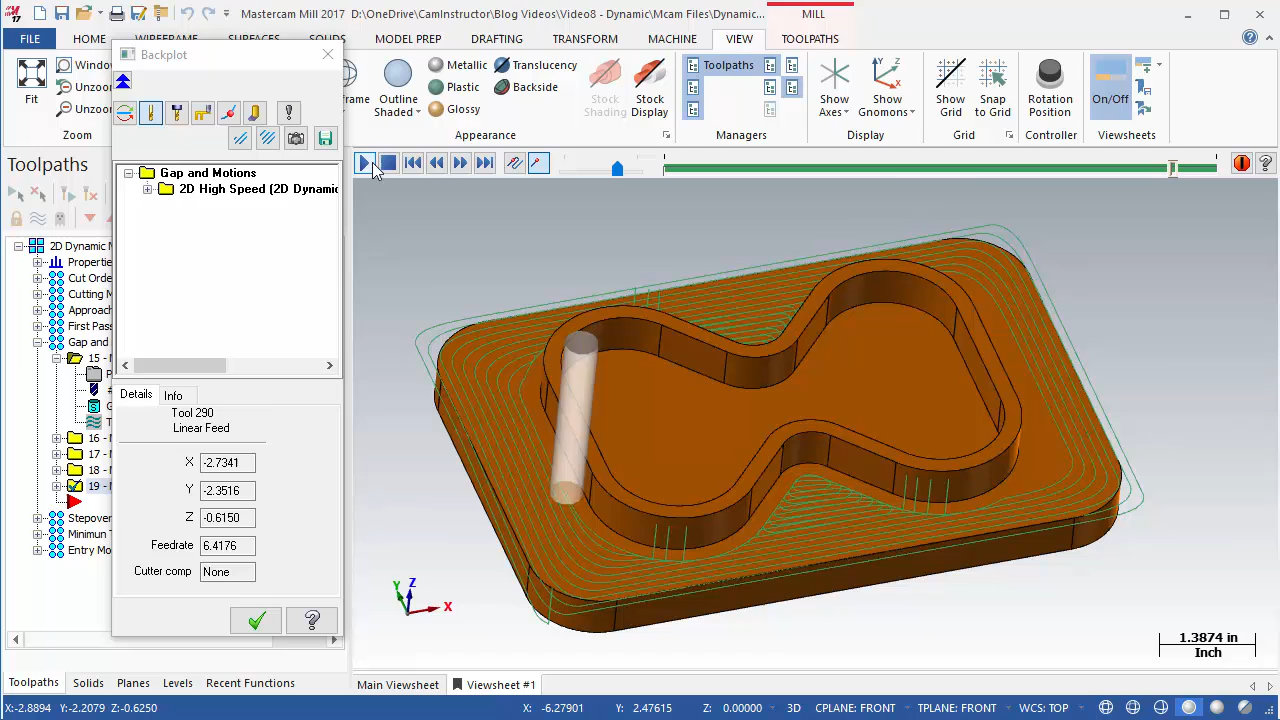 Mastercam Mill 2017 D:\OneDrive\CamInstructor\Blog Videos\Video8 - Dynamic\Mcam Files\Dynamic...
MILL
FILE HOME WIREFRAME SURFACES SOLIDS MODEL PREP DRAFTING TRANSFORM MACHINE VIEW TOOLPATHS
Backplot
Fit
Window
Unzoo
Unzoo
Zoom
frame
Outline
Shaded
Metallic
Plastic
Glossy
Translucency
Backside
Appearance
Stock
Shading
Stock
Display
Toolpaths
Managers
Show
Axes
Show
Gnomons
Display
Show
Grid
Snap
to Grid
Grid
Rotation
Position
Controller
On/Off
Viewsheets
Toolpaths
Gap and Motions
2D High Speed (2D Dynamic
2D Dynamic M
Propertie
Cut Orde
Cutting M
Approach
First Pass
Gap and
15 - M
16 - M
17 - M
18 - M
19 - M
Stepover
Minimun T
Entry Mo
Details
Info
Tool 290
Linear Feed
X -2.7341
Y -2.3516
Z -0.6150
Feedrate 6.4176
Cutter comp None
Y Z X
1.3874 in
Inch
Toolpaths Solids Planes Levels Recent Functions
Main Viewsheet Viewsheet #1
X:-2.8894 Y:-2.2079 Z:-0.6250 X: -6.27901 Y: 2.47615 Z: 0.00000 3D CPLANE: FRONT TPLANE: FRONT WCS: TOP